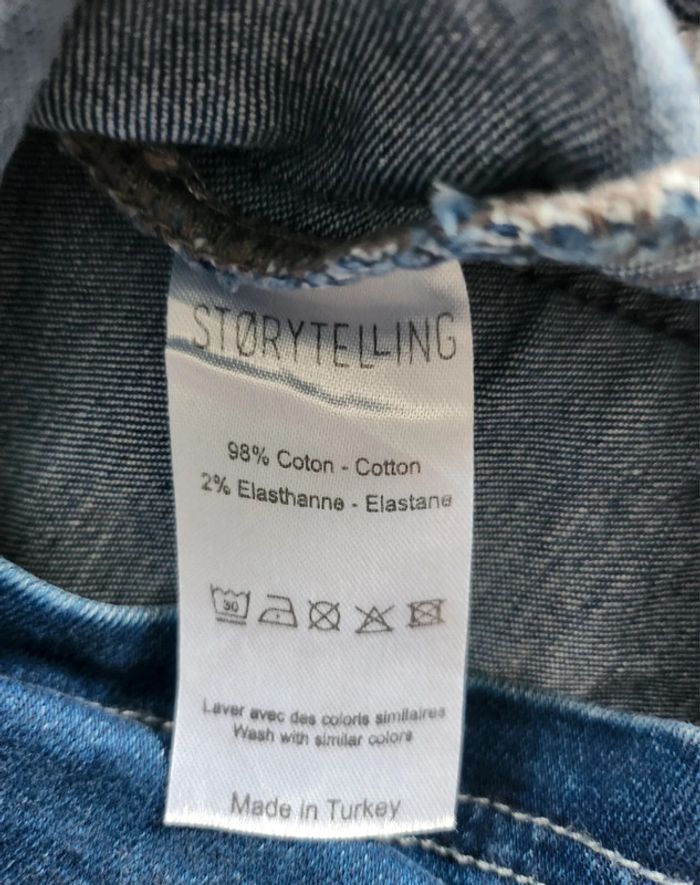 STØRYTELLING
98% Coton - Cotton
2% Elasthanne - Elastane
30
Laver avec des coloris similaires
Wash with similar colors
Made in Turkey